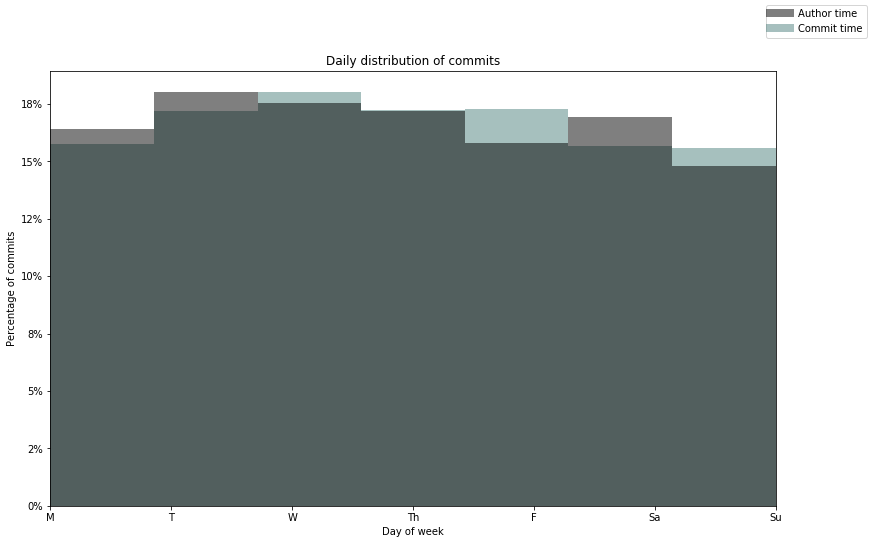 Author time
Commit time
Daily distribution of commits
18%
15%
12%
10%
8%
5%
2%
0%
Percentage of commits
M T W Th F Sa Su
Day of week